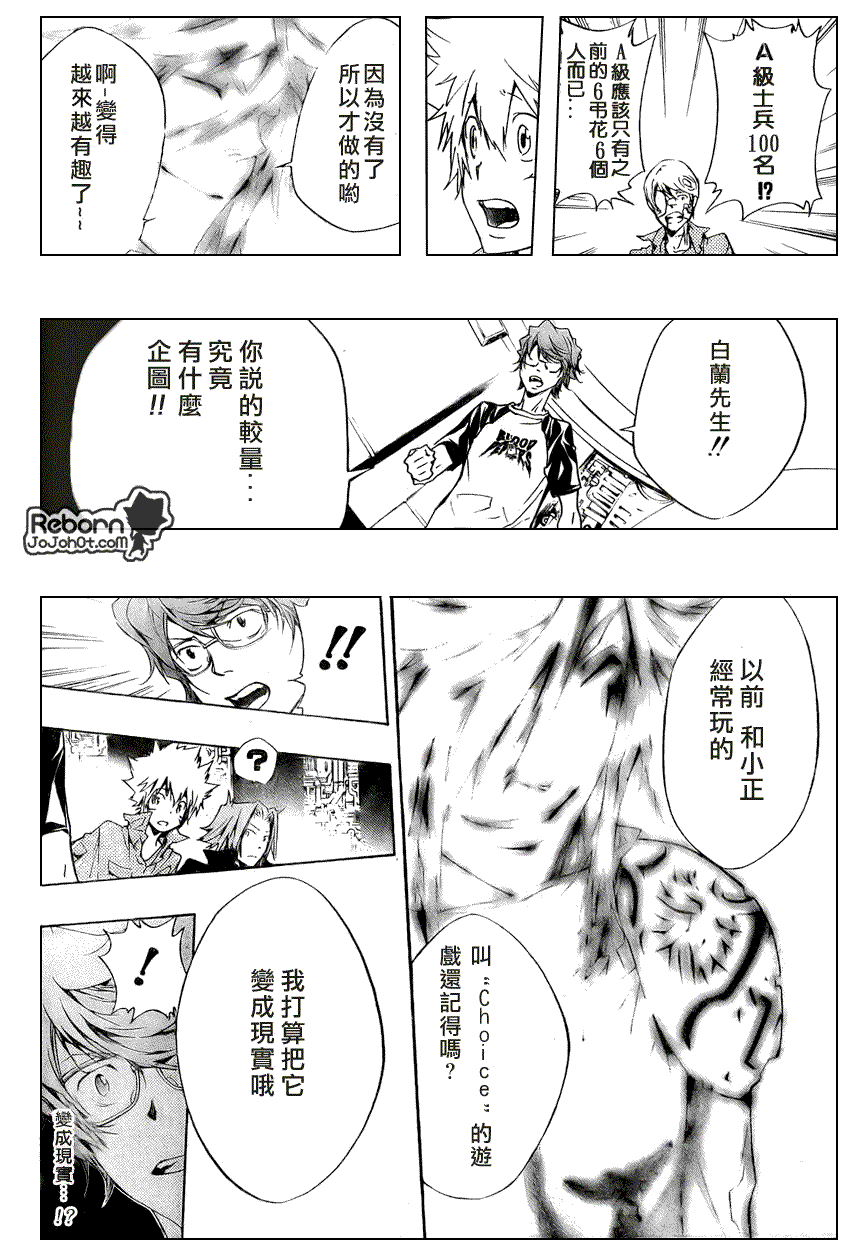 A級士兵
100
名!?
A級應該只有之
前的6弔花6個
人而已…
因為沒有了
所以才做的喲
啊-變得
越來越有趣了~~
白蘭先生!!
BLOOD
你說的較量…
究竟
有什麼
企圖!!
Reborn
JoJoHot.com
以前 和小正
經常玩的
叫“Choice”的遊
戲還記得嗎?
!!
?
我打算把它
變成現實哦
!
變成現實…
!?